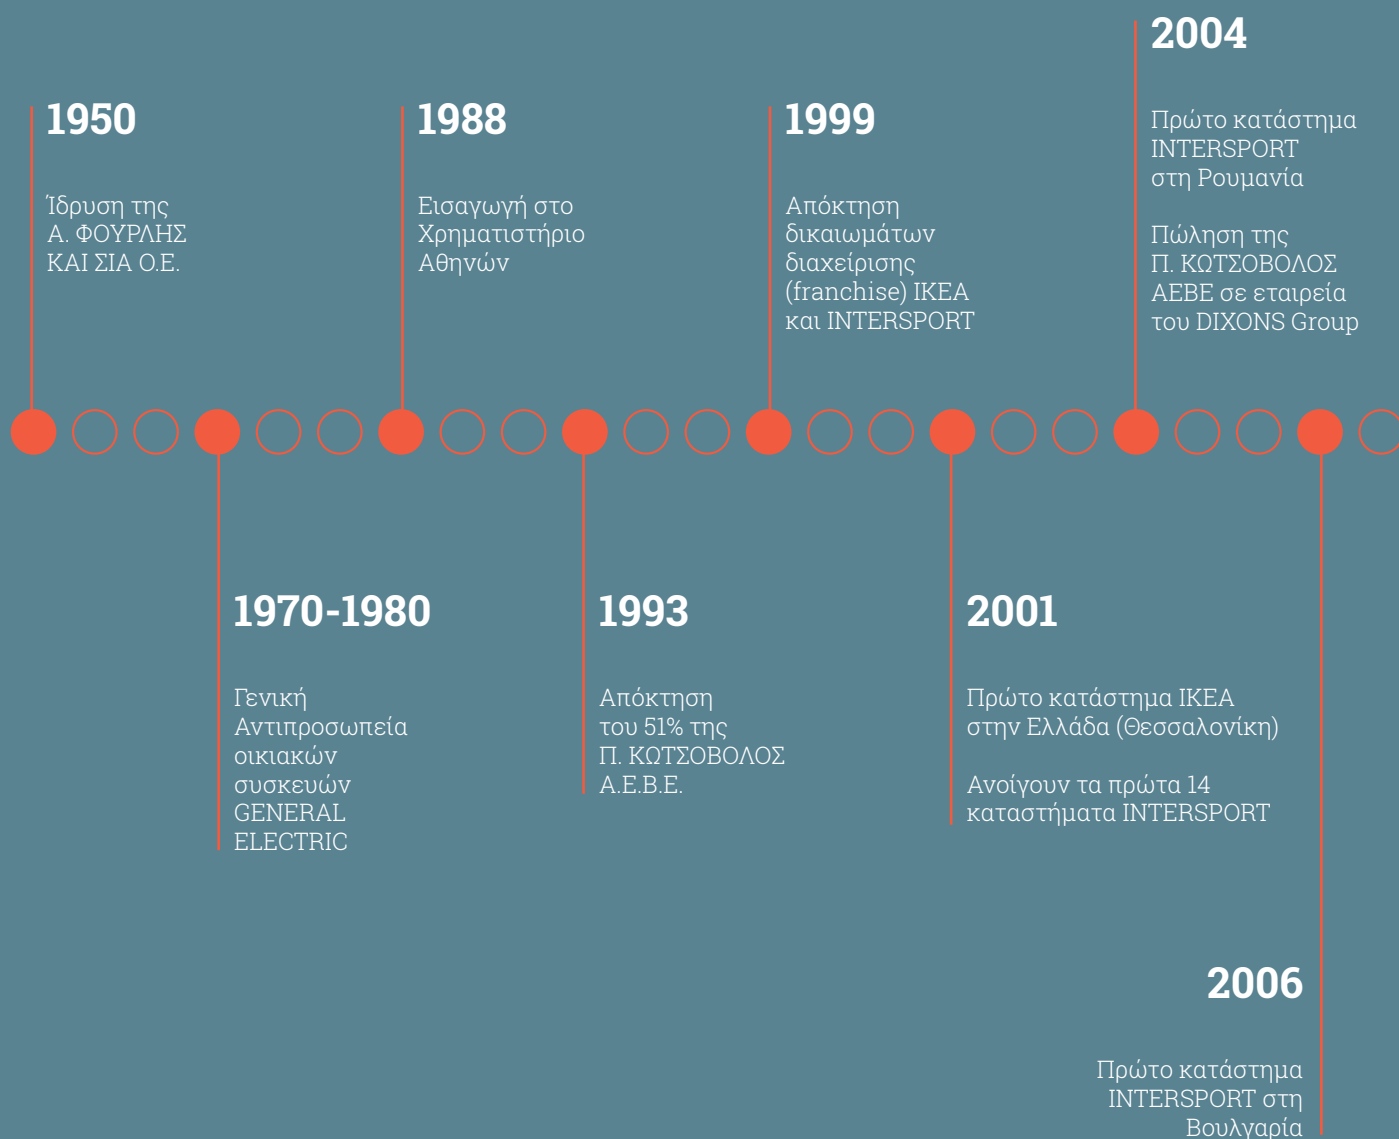 1950
Ίδρυση της
Α. ΦΟΥΡΛΗΣ
ΚΑΙ ΣΙΑ Ο.Ε.
1970-1980
Γενική
Αντιπροσωπεία
οικιακών
συσκευών
GENERAL
ELECTRIC
1988
Εισαγωγή στο
Χρηματιστήριο
Αθηνών
1993
Απόκτηση
του 51% της
Π. ΚΩΤΣΟΒΟΛΟΣ
Α.Ε.Β.Ε.
1999
Απόκτηση
δικαιωμάτων
διαχείρισης
(franchise) IKEA
και INTERSPORT
2001
Πρώτο κατάστημα IKEA
στην Ελλάδα (Θεσσαλονίκη)
Ανοίγουν τα πρώτα 14
καταστήματα INTERSPORT
2004
Πρώτο κατάστημα
INTERSPORT
στη Ρουμανία
Πώληση της
Π. ΚΩΤΣΟΒΟΛΟΣ
ΑΕΒΕ σε εταιρεία
του DIXONS Group
2006
Πρώτο κατάστημα
INTERSPORT στη
Βουλγαρία